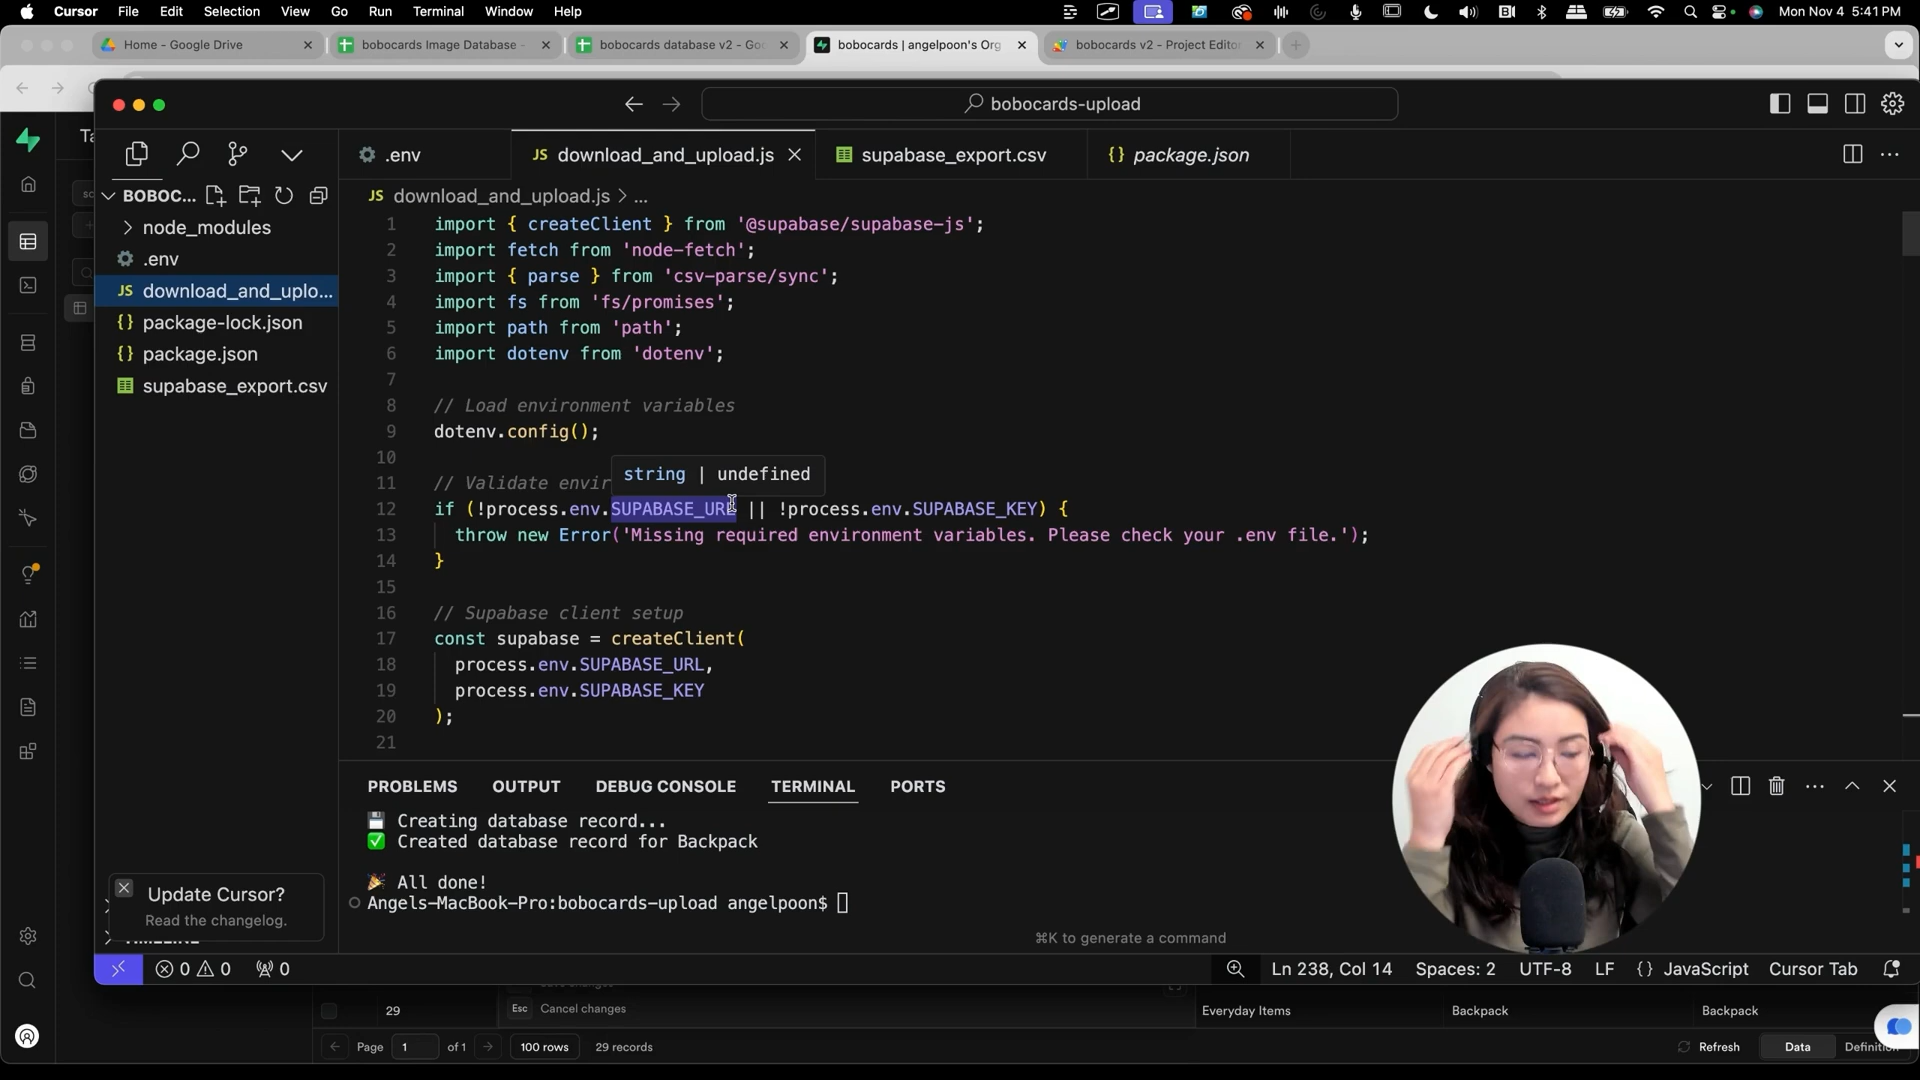 Cursor File Edit Selection View Go Run Terminal Window Help Mon Nov 4 5:41 PM
Home - Google Drive bobocards Image Database - bobocards database v2 - Goo bobocards | angelpoon's Org bobocards v2 - Project Editor
bobocards-upload
.env JS download_and_upload.js supabase_export.csv {} package.json
BOBOC...
node_modules
.env
JS download_and_uplo...
{} package-lock.json
{} package.json
supabase_export.csv
JS download_and_upload.js > ...
1 import { createClient } from '@supabase/supabase-js';
2 import fetch from 'node-fetch';
3 import { parse } from 'csv-parse/sync';
4 import fs from 'fs/promises';
5 import path from 'path';
6 import dotenv from 'dotenv';
7
8 // Load environment variables
9 dotenv.config();
10
string | undefined
11 // Validate envir
12 if (!process.env.SUPABASE_URL || !process.env.SUPABASE_KEY) {
13 throw new Error('Missing required environment variables. Please check your .env file.');
14 }
15
16 // Supabase client setup
17 const supabase = createClient(
18 process.env.SUPABASE_URL,
19 process.env.SUPABASE_KEY
20 );
21
PROBLEMS OUTPUT DEBUG CONSOLE TERMINAL PORTS
💾 Creating database record...
✅ Created database record for Backpack
🎉 All done!
Angels-MacBook-Pro:bobocards-upload angelpoon$
⌘K to generate a command
Update Cursor?
Read the changelog.
TIMELINE
0 0 0 Ln 238, Col 14 Spaces: 2 UTF-8 LF {} JavaScript Cursor Tab
29 Esc Cancel changes Everyday Items Backpack Backpack
Page 1 of 1 100 rows 29 records Refresh Data Definition